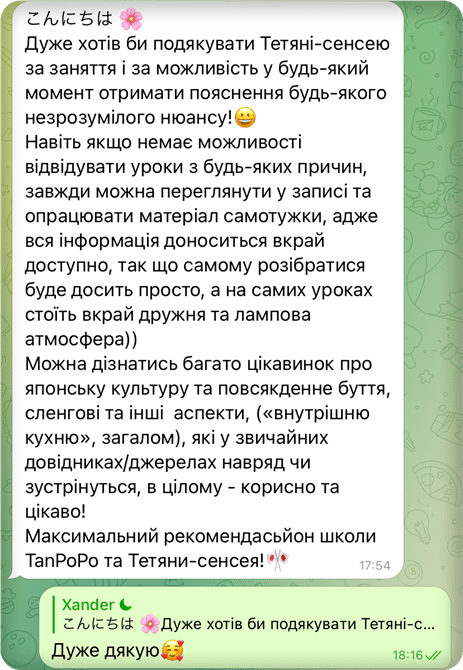 こんにちは 🌸
Дуже хотів би подякувати Тетяні-сенсею
за заняття і за можливість у будь-який
момент отримати пояснення будь-якого
незрозумілого нюансу!😀
Навіть якщо немає можливості
відвідувати уроки з будь-яких причин,
завжди можна переглянути у записі та
опрацювати матеріал самотужки, адже
вся інформація доноситься вкрай
доступно, так що самому розібратися
буде досить просто, а на самих уроках
стоїть вкрай дружня та лампова
атмосфера))
Можна дізнатись багато цікавинок про
японську культуру та повсякденне буття,
сленгові та інші  аспекти, («внутрішню
кухню», загалом), які у звичайних
довідниках/джерелах навряд чи
зустрінуться, в цілому - корисно та
цікаво!
Максимальний рекомендасьйон школи
TanPoPo та Тетяни-сенсея!🎌
17:54
Xander
こんにちは 🌸Дуже хотів би подякувати Тетяні-с...
Дуже дякую🥰
18:16